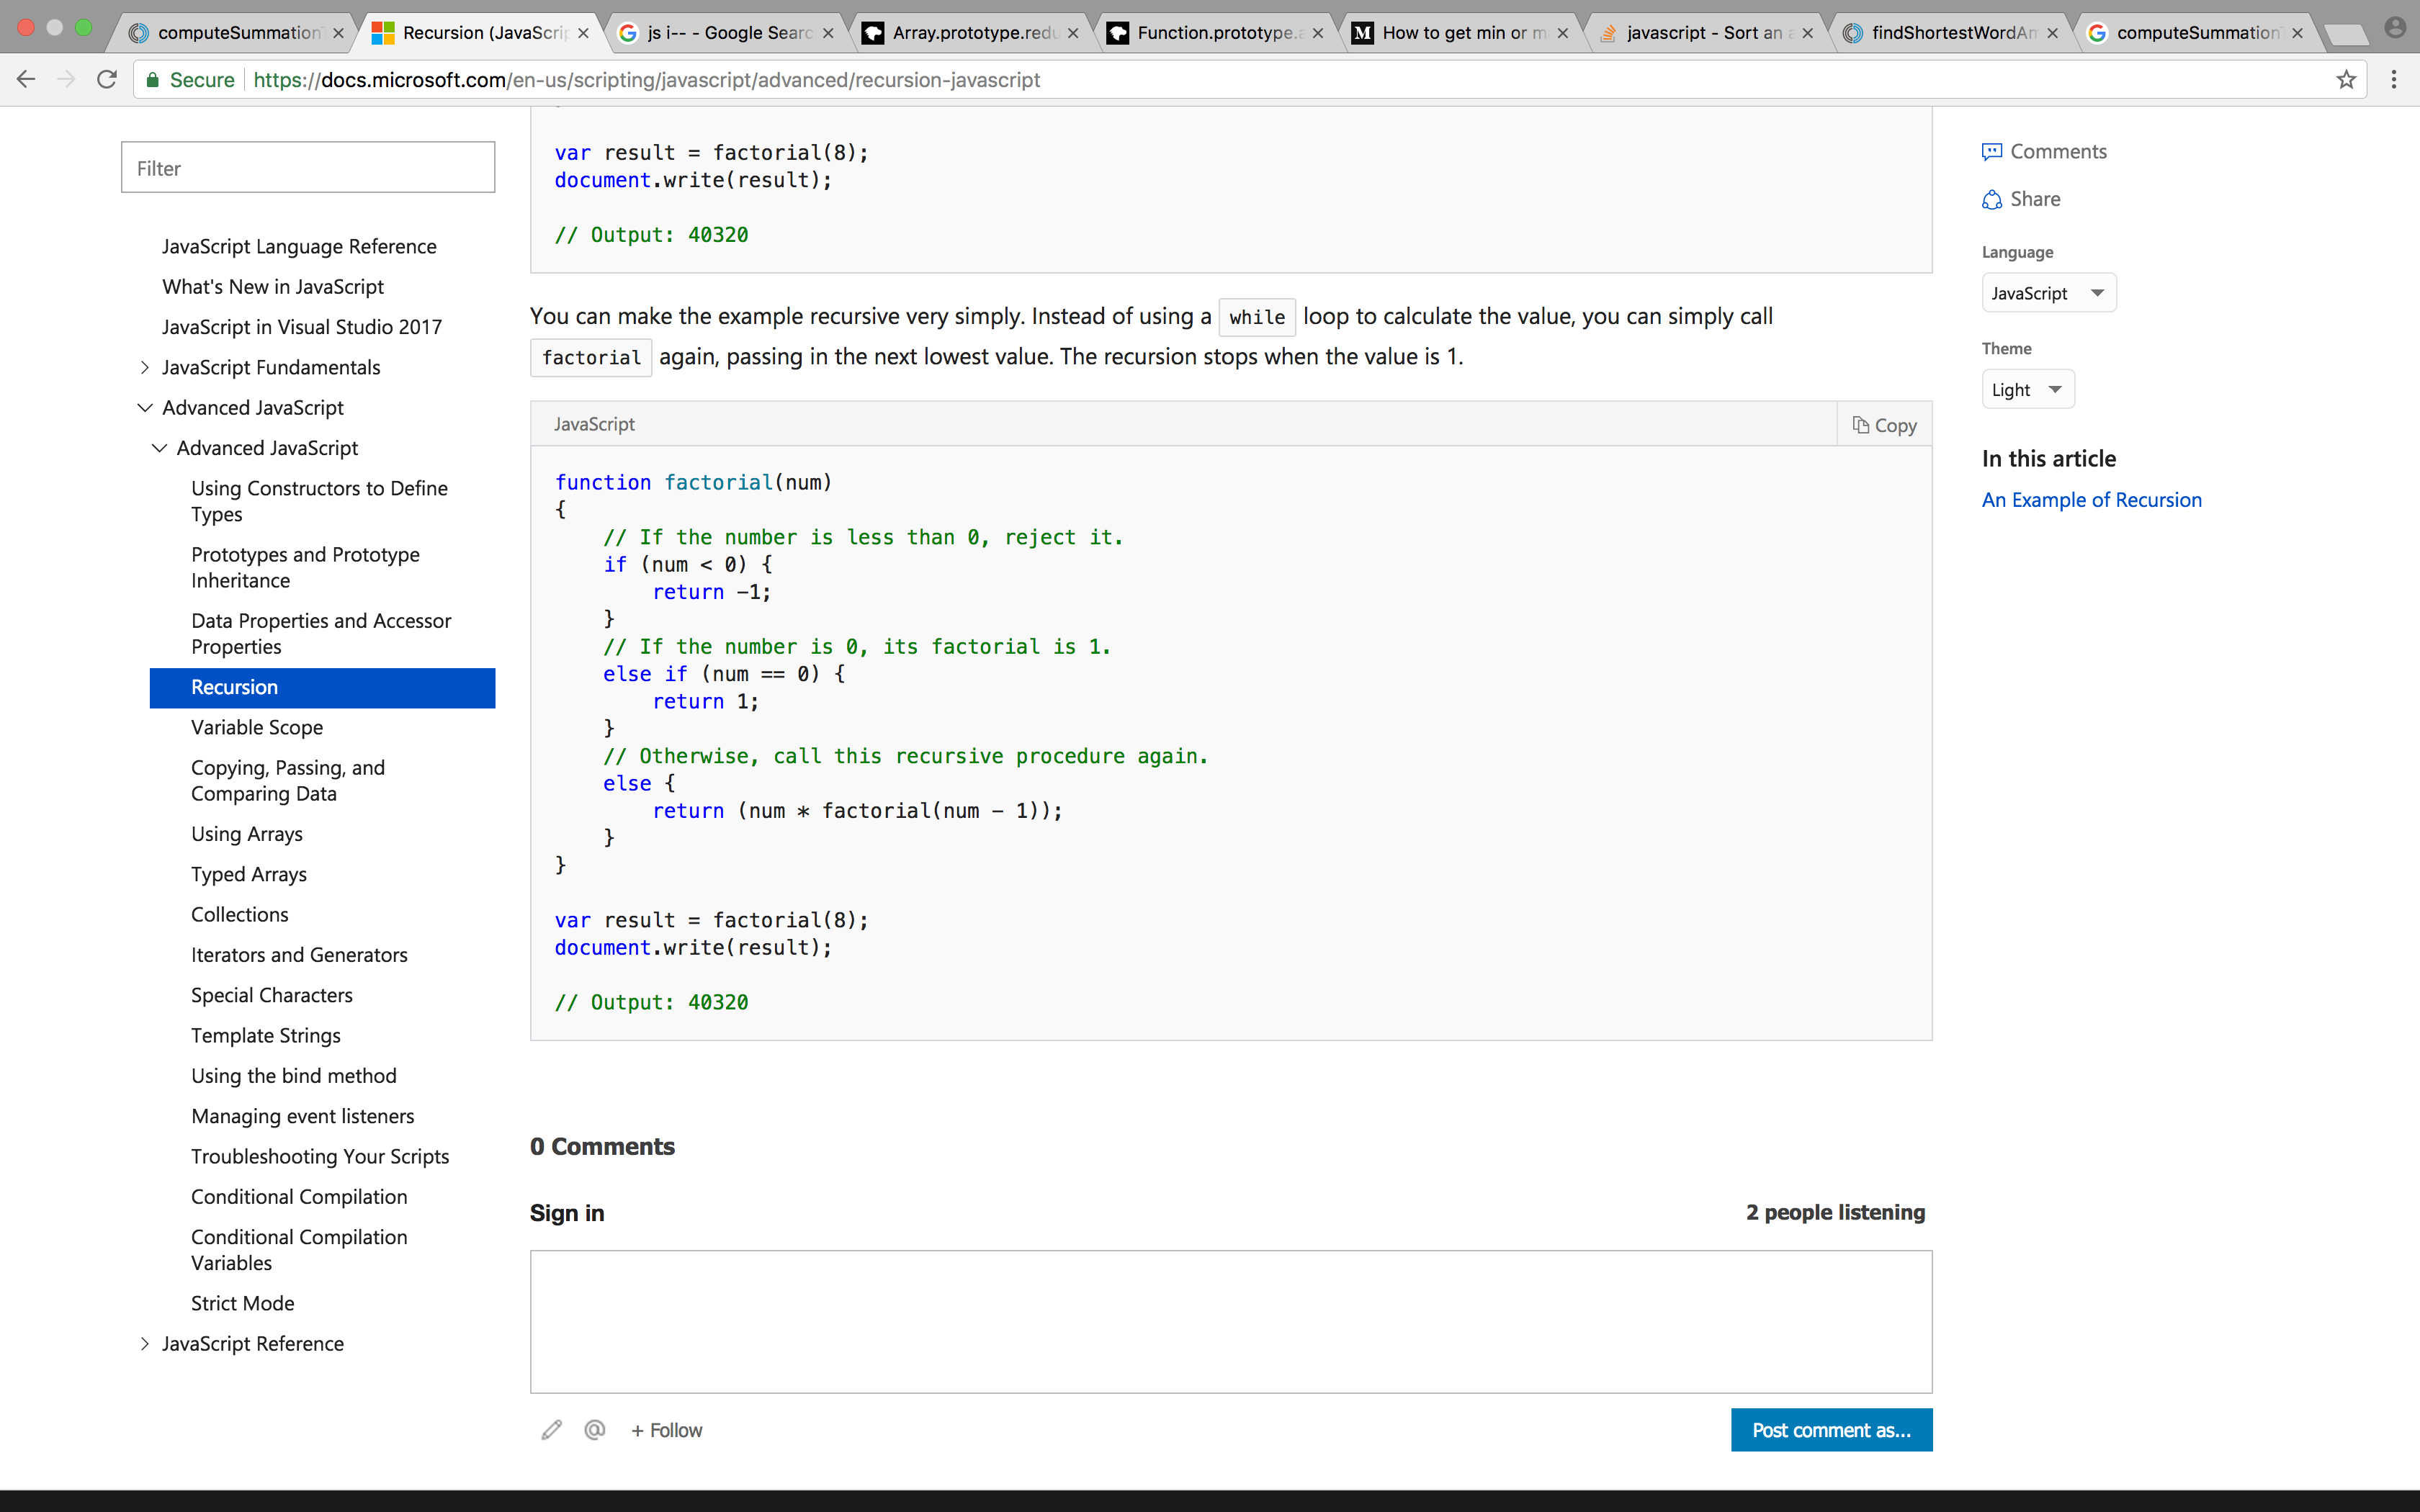 computeSummationT
Recursion (JavaScrip
js i-- - Google Searc
Array.prototype.redu
Function.prototype.a
How to get min or m
javascript - Sort an a
findShortestWordAm
computeSummationT
Secure
https://docs.microsoft.com/en-us/scripting/javascript/advanced/recursion-javascript
Filter
JavaScript Language Reference
What's New in JavaScript
JavaScript in Visual Studio 2017
JavaScript Fundamentals
Advanced JavaScript
Advanced JavaScript
Using Constructors to Define
Types
Prototypes and Prototype
Inheritance
Data Properties and Accessor
Properties
Recursion
Variable Scope
Copying, Passing, and
Comparing Data
Using Arrays
Typed Arrays
Collections
Iterators and Generators
Special Characters
Template Strings
Using the bind method
Managing event listeners
Troubleshooting Your Scripts
Conditional Compilation
Conditional Compilation
Variables
Strict Mode
JavaScript Reference
var result = factorial(8);
document.write(result);
// Output: 40320
You can make the example recursive very simply. Instead of using a while loop to calculate the value, you can simply call
factorial again, passing in the next lowest value. The recursion stops when the value is 1.
JavaScript
Copy
function factorial(num)
{
// If the number is less than 0, reject it.
if (num < 0) {
return -1;
}
// If the number is 0, its factorial is 1.
else if (num == 0) {
return 1;
}
// Otherwise, call this recursive procedure again.
else {
return (num * factorial(num - 1));
}
}
var result = factorial(8);
document.write(result);
// Output: 40320
0 Comments
Sign in
2 people listening
@
+ Follow
Post comment as...
Comments
Share
Language
JavaScript
Theme
Light
In this article
An Example of Recursion